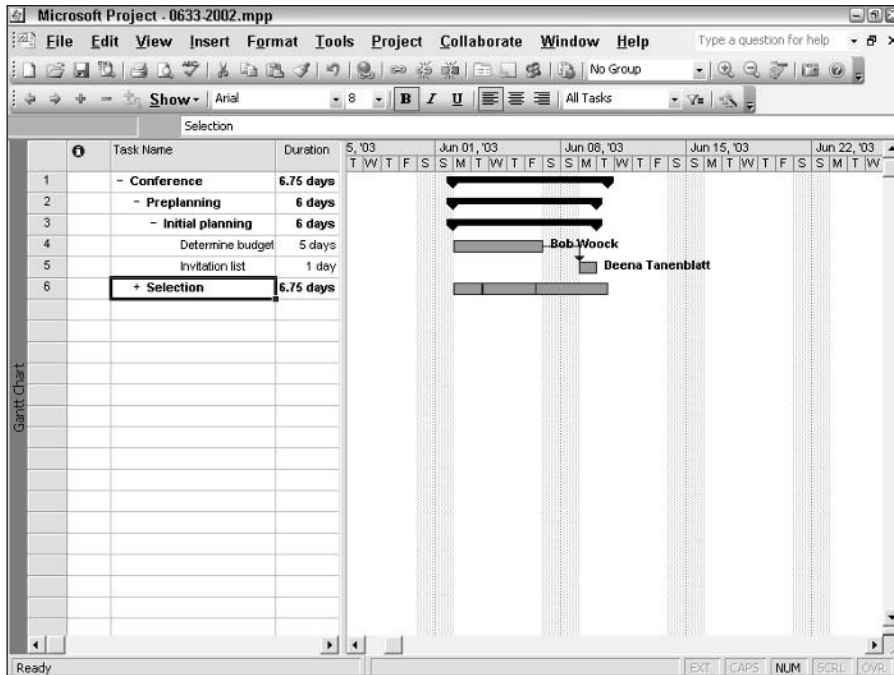 Microsoft Project - 0633-2002.mpp
File Edit View Insert Format Tools Project Collaborate Window Help Type a question for help
No Group
Show Arial 8 B I U All Tasks
Selection
Task Name Duration 5, '03 Jun 01, '03 Jun 08, '03 Jun 15, '03 Jun 22, '03
T W T F S S M T W T F S S M T W T F S S M T W T F S S M T W
1 - Conference 6.75 days
2 - Preplanning 6 days
3 - Initial planning 6 days
4 Determine budget 5 days Bob Woock
5 Invitation list 1 day Deena Tanenblatt
6 + Selection 6.75 days
Gantt Chart
Ready EXT CAPS NUM SCRL OVR